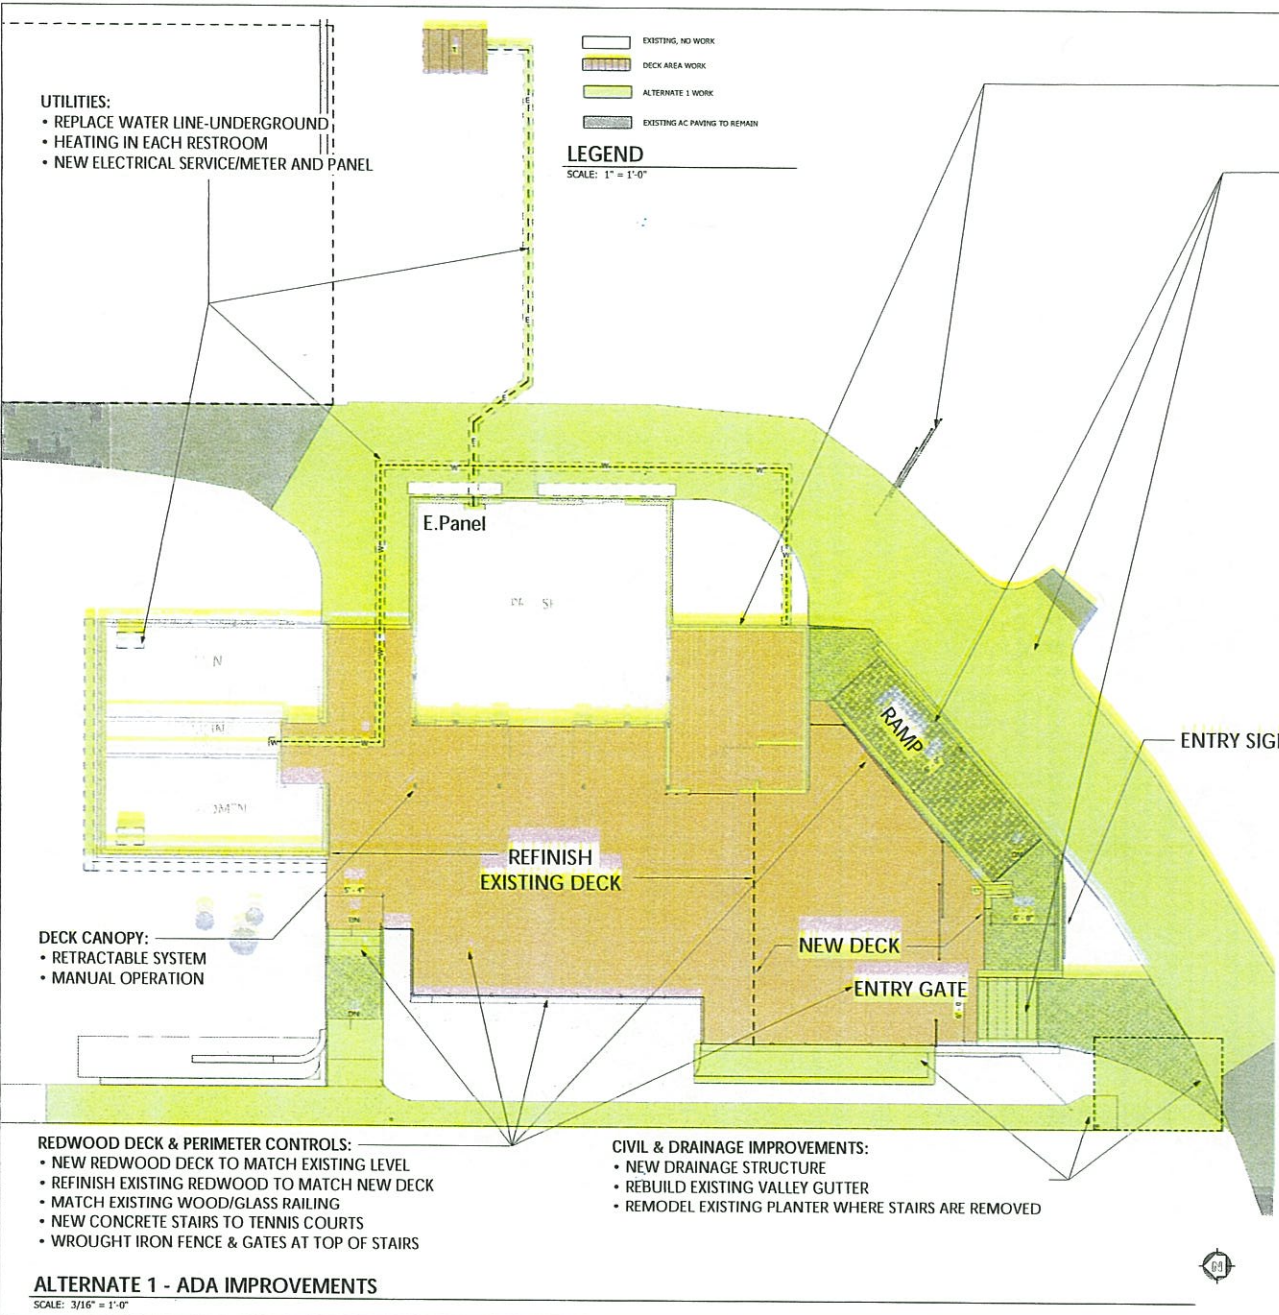 EXISTING, NO WORK
DECK AREA WORK
ALTERNATE 1 WORK
EXISTING AC PAVING TO REMAIN
LEGEND
SCALE: 1" = 1'-0"
UTILITIES:
• REPLACE WATER LINE-UNDERGROUND
• HEATING IN EACH RESTROOM
• NEW ELECTRICAL SERVICE/METER AND PANEL
T
E
E
E
E
W
W
W
E.Panel
W
W
W
W
W
RAMP
ENTRY SIG
REFINISH
EXISTING DECK
5'-4"
DN
DN
NEW DECK
ENTRY GATE
DECK CANOPY:
• RETRACTABLE SYSTEM
• MANUAL OPERATION
DN
REDWOOD DECK & PERIMETER CONTROLS:
• NEW REDWOOD DECK TO MATCH EXISTING LEVEL
• REFINISH EXISTING REDWOOD TO MATCH NEW DECK
• MATCH EXISTING WOOD/GLASS RAILING
• NEW CONCRETE STAIRS TO TENNIS COURTS
• WROUGHT IRON FENCE & GATES AT TOP OF STAIRS
CIVIL & DRAINAGE IMPROVEMENTS:
• NEW DRAINAGE STRUCTURE
• REBUILD EXISTING VALLEY GUTTER
• REMODEL EXISTING PLANTER WHERE STAIRS ARE REMOVED
ALTERNATE 1 - ADA IMPROVEMENTS
SCALE: 3/16" = 1'-0"